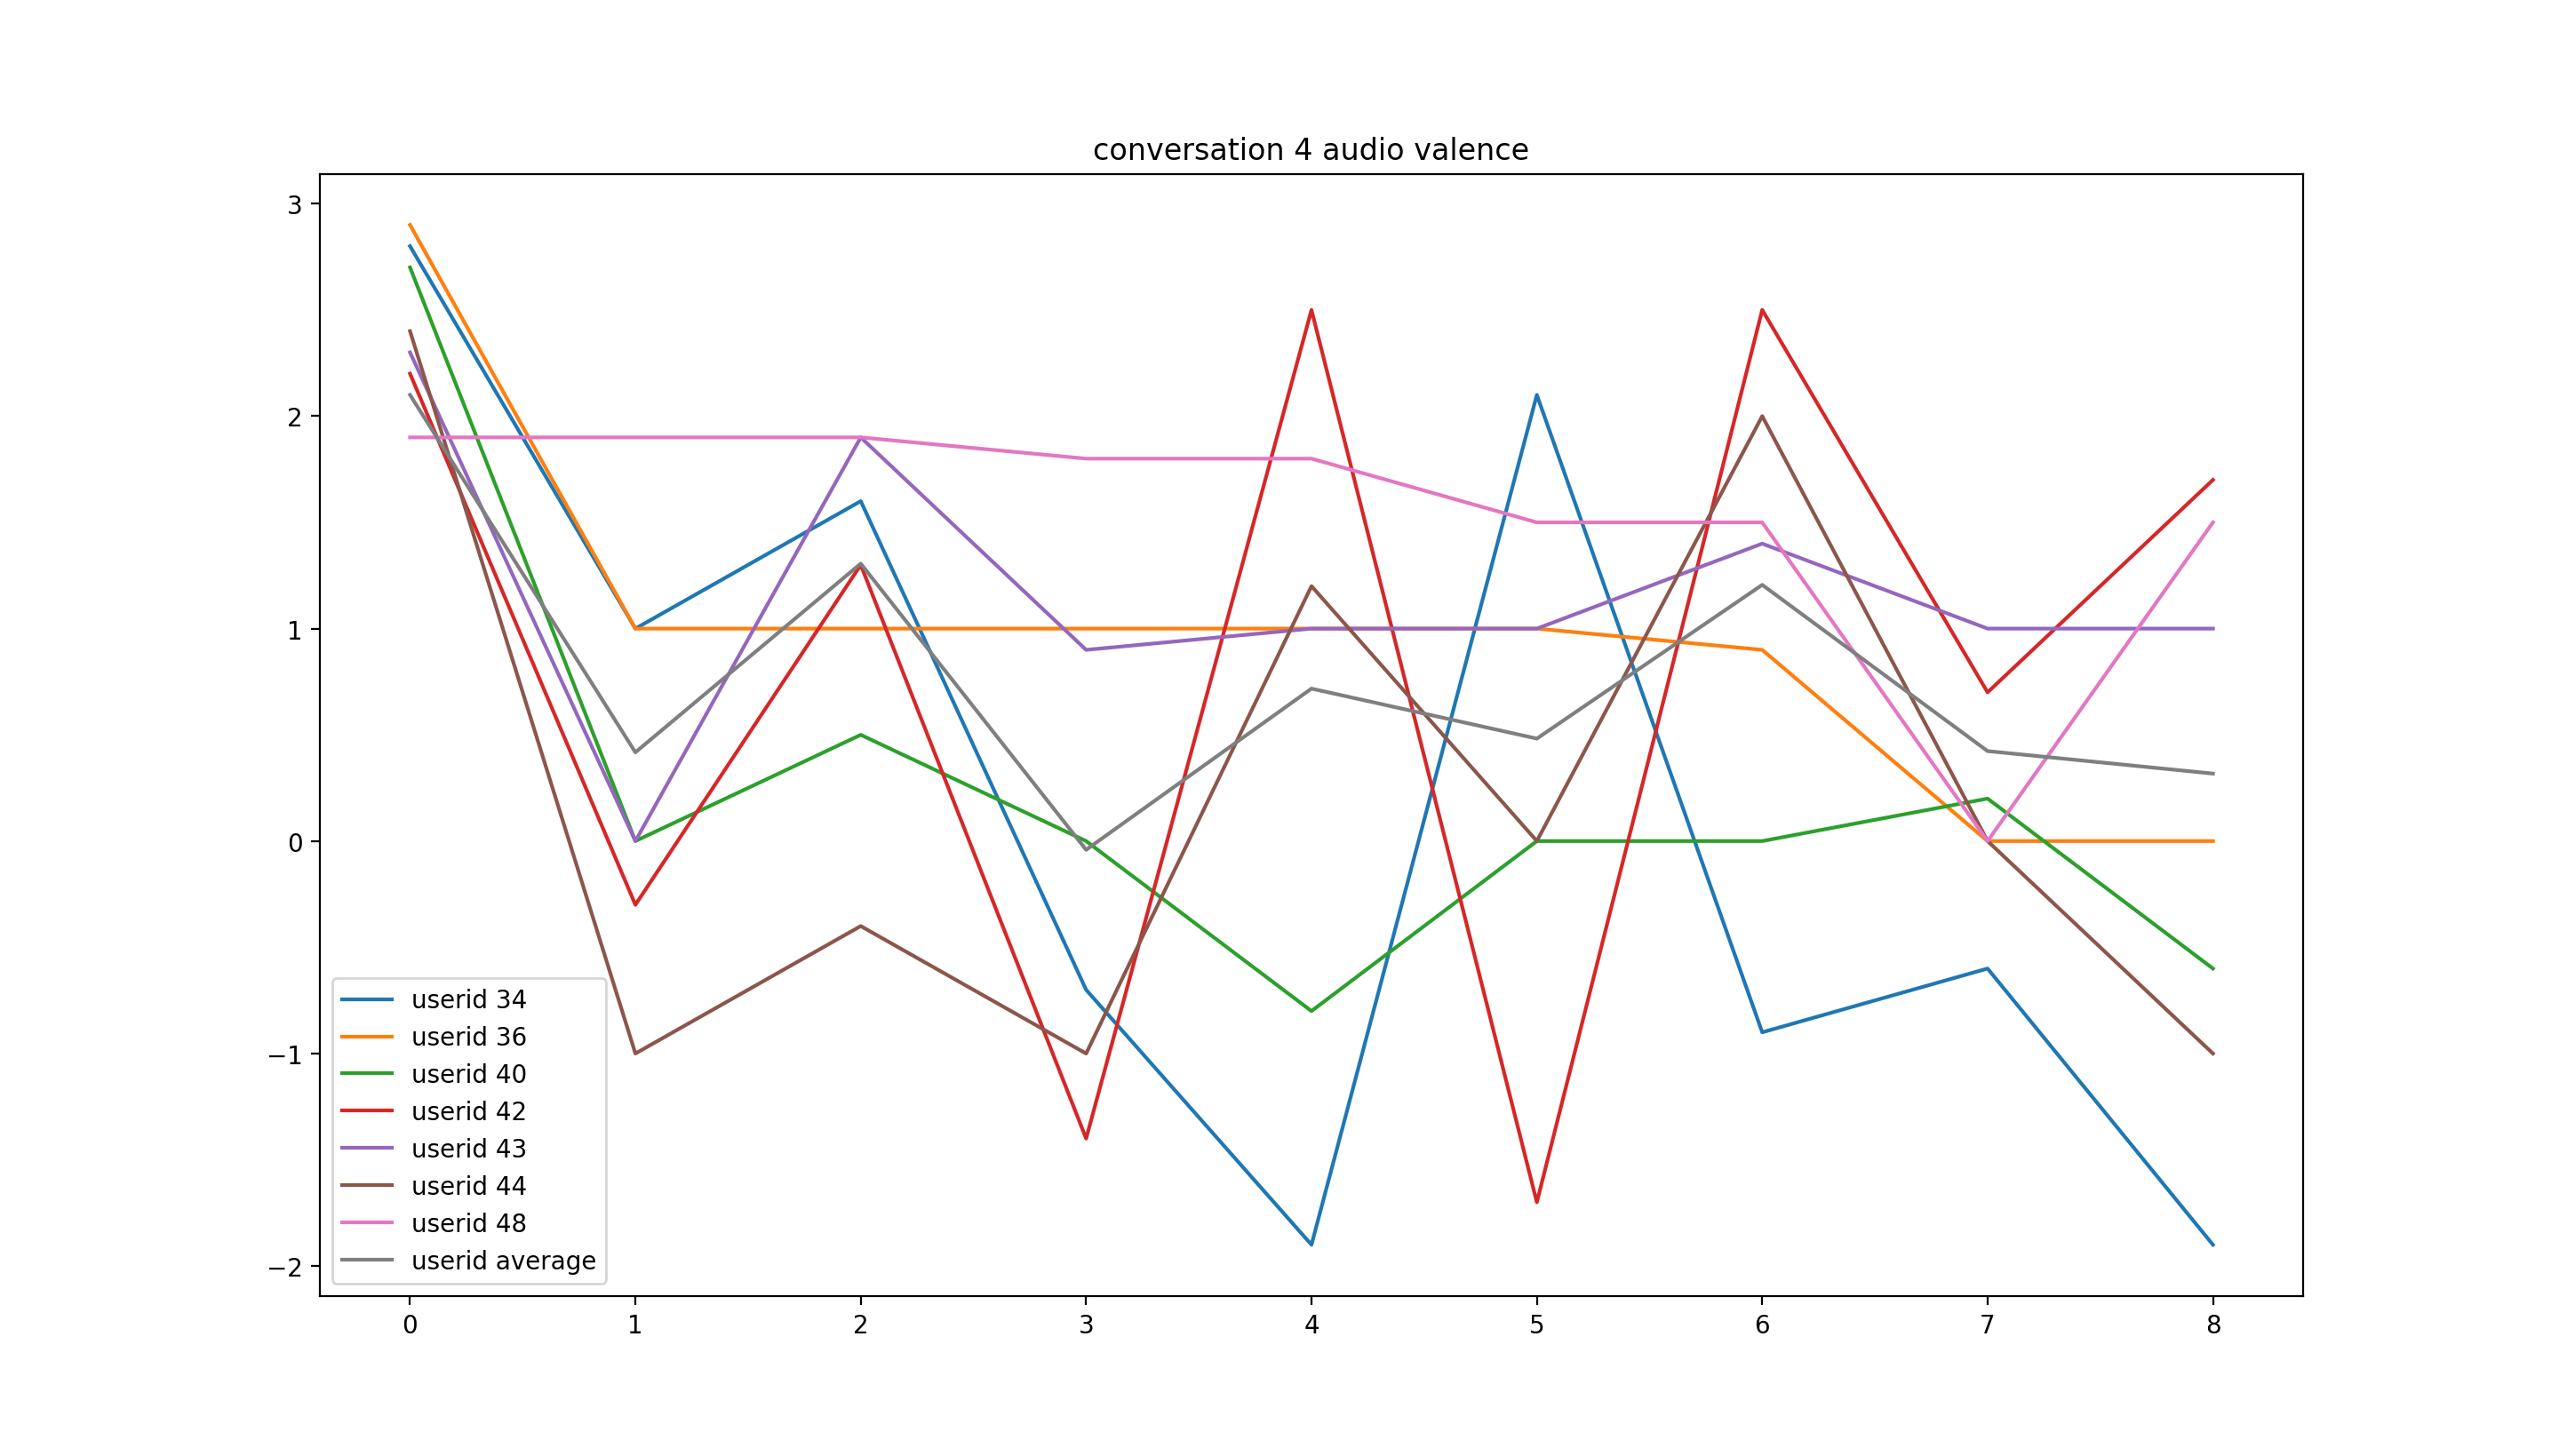 conversation 4 audio valence
3
2
1
0
−1
−2
userid 34
userid 36
userid 40
userid 42
userid 43
userid 44
userid 48
userid average
0 1 2 3 4 5 6 7 8